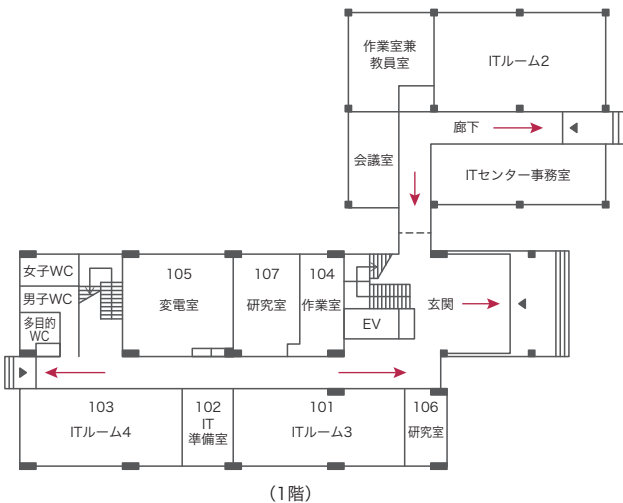 作業室兼
教員室
ITルーム2
廊下
会議室
ITセンター事務室
女子WC
男子WC
多目的
WC
105
変電室
107
研究室
104
作業室
EV
玄関
103
ITルーム4
102
IT
準備室
101
ITルーム3
106
研究室
（1階）